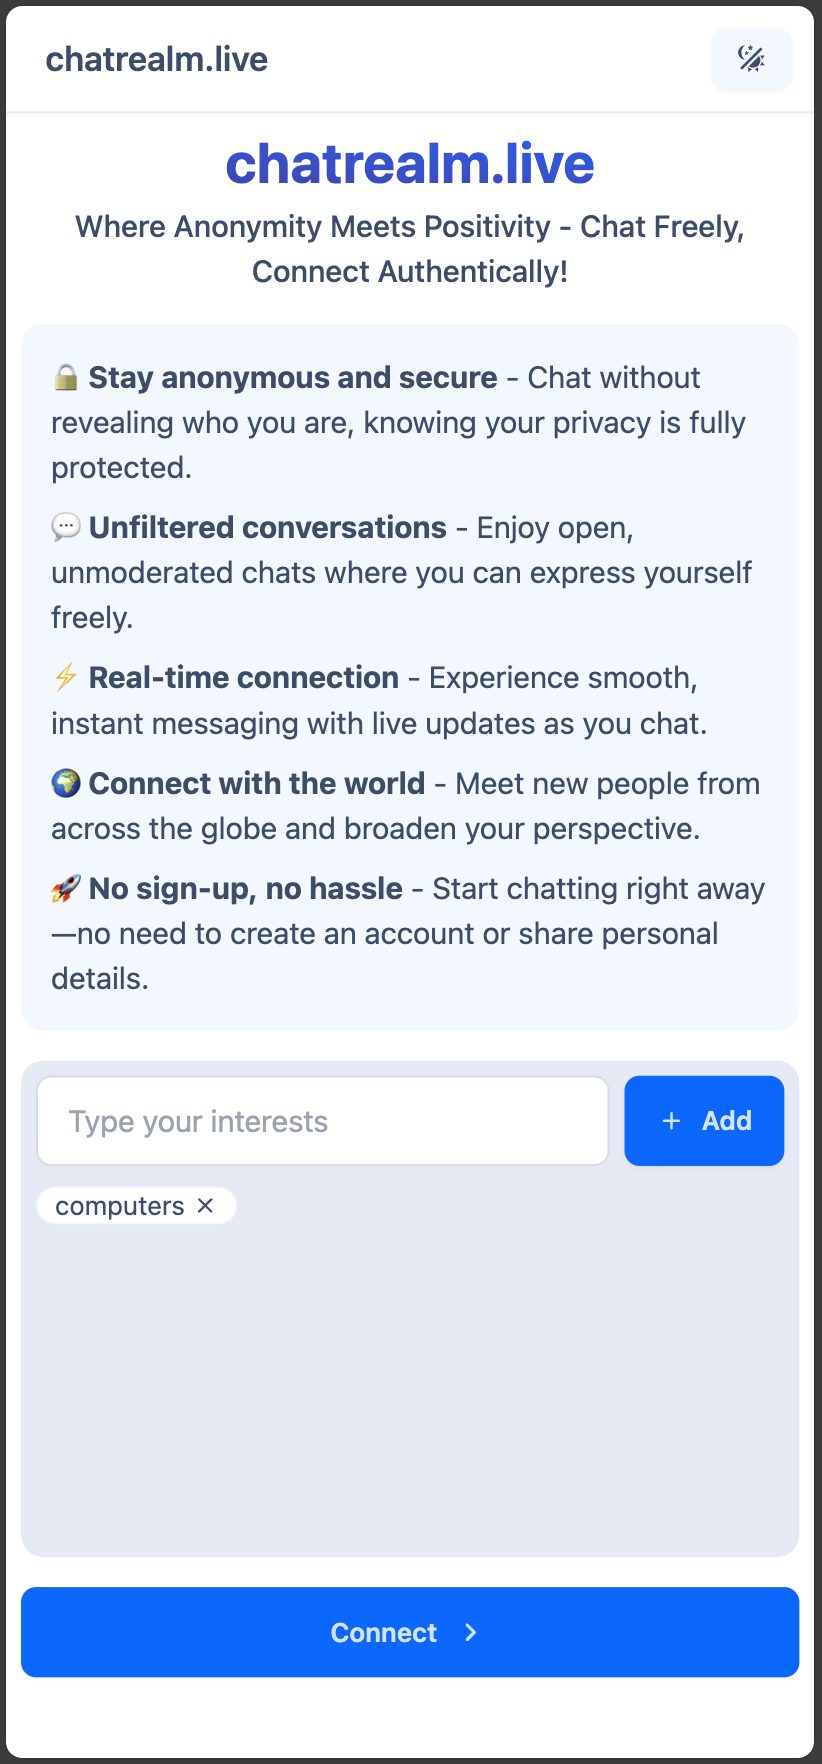 chatrealm.live
chatrealm.live
Where Anonymity Meets Positivity - Chat Freely,
Connect Authentically!
🔒 Stay anonymous and secure - Chat without
revealing who you are, knowing your privacy is fully
protected.
💬 Unfiltered conversations - Enjoy open,
unmoderated chats where you can express yourself
freely.
⚡ Real-time connection - Experience smooth,
instant messaging with live updates as you chat.
🌍 Connect with the world - Meet new people from
across the globe and broaden your perspective.
🚀 No sign-up, no hassle - Start chatting right away
—no need to create an account or share personal
details.
Type your interests
+ Add
computers ×
Connect >